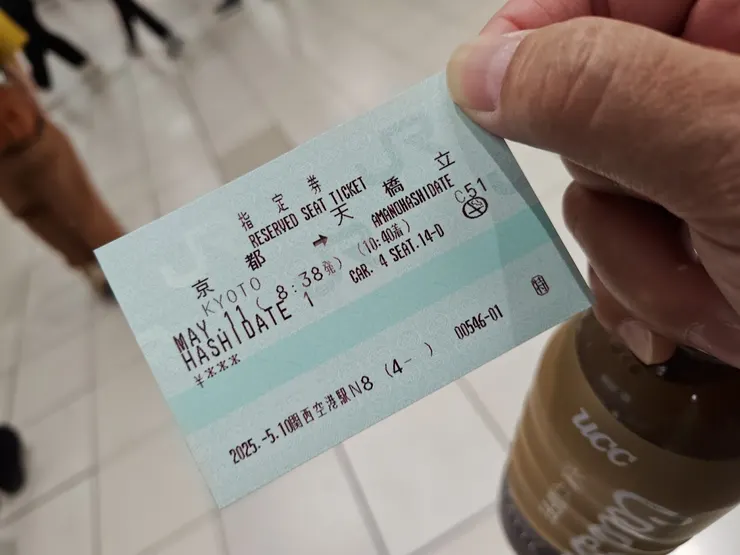 指定券
RESERVED SEAT TICKET
京都 → 天橋立
KYOTO AMANOHASHIDATE
MAY 11 ( 8:38発) (10:40着) C51
HASHIDATE 1 CAR. 4 SEAT. 14-D
¥***
特
2025.-5.10関西空港駅N8 (4- ) 00546-01
UCC